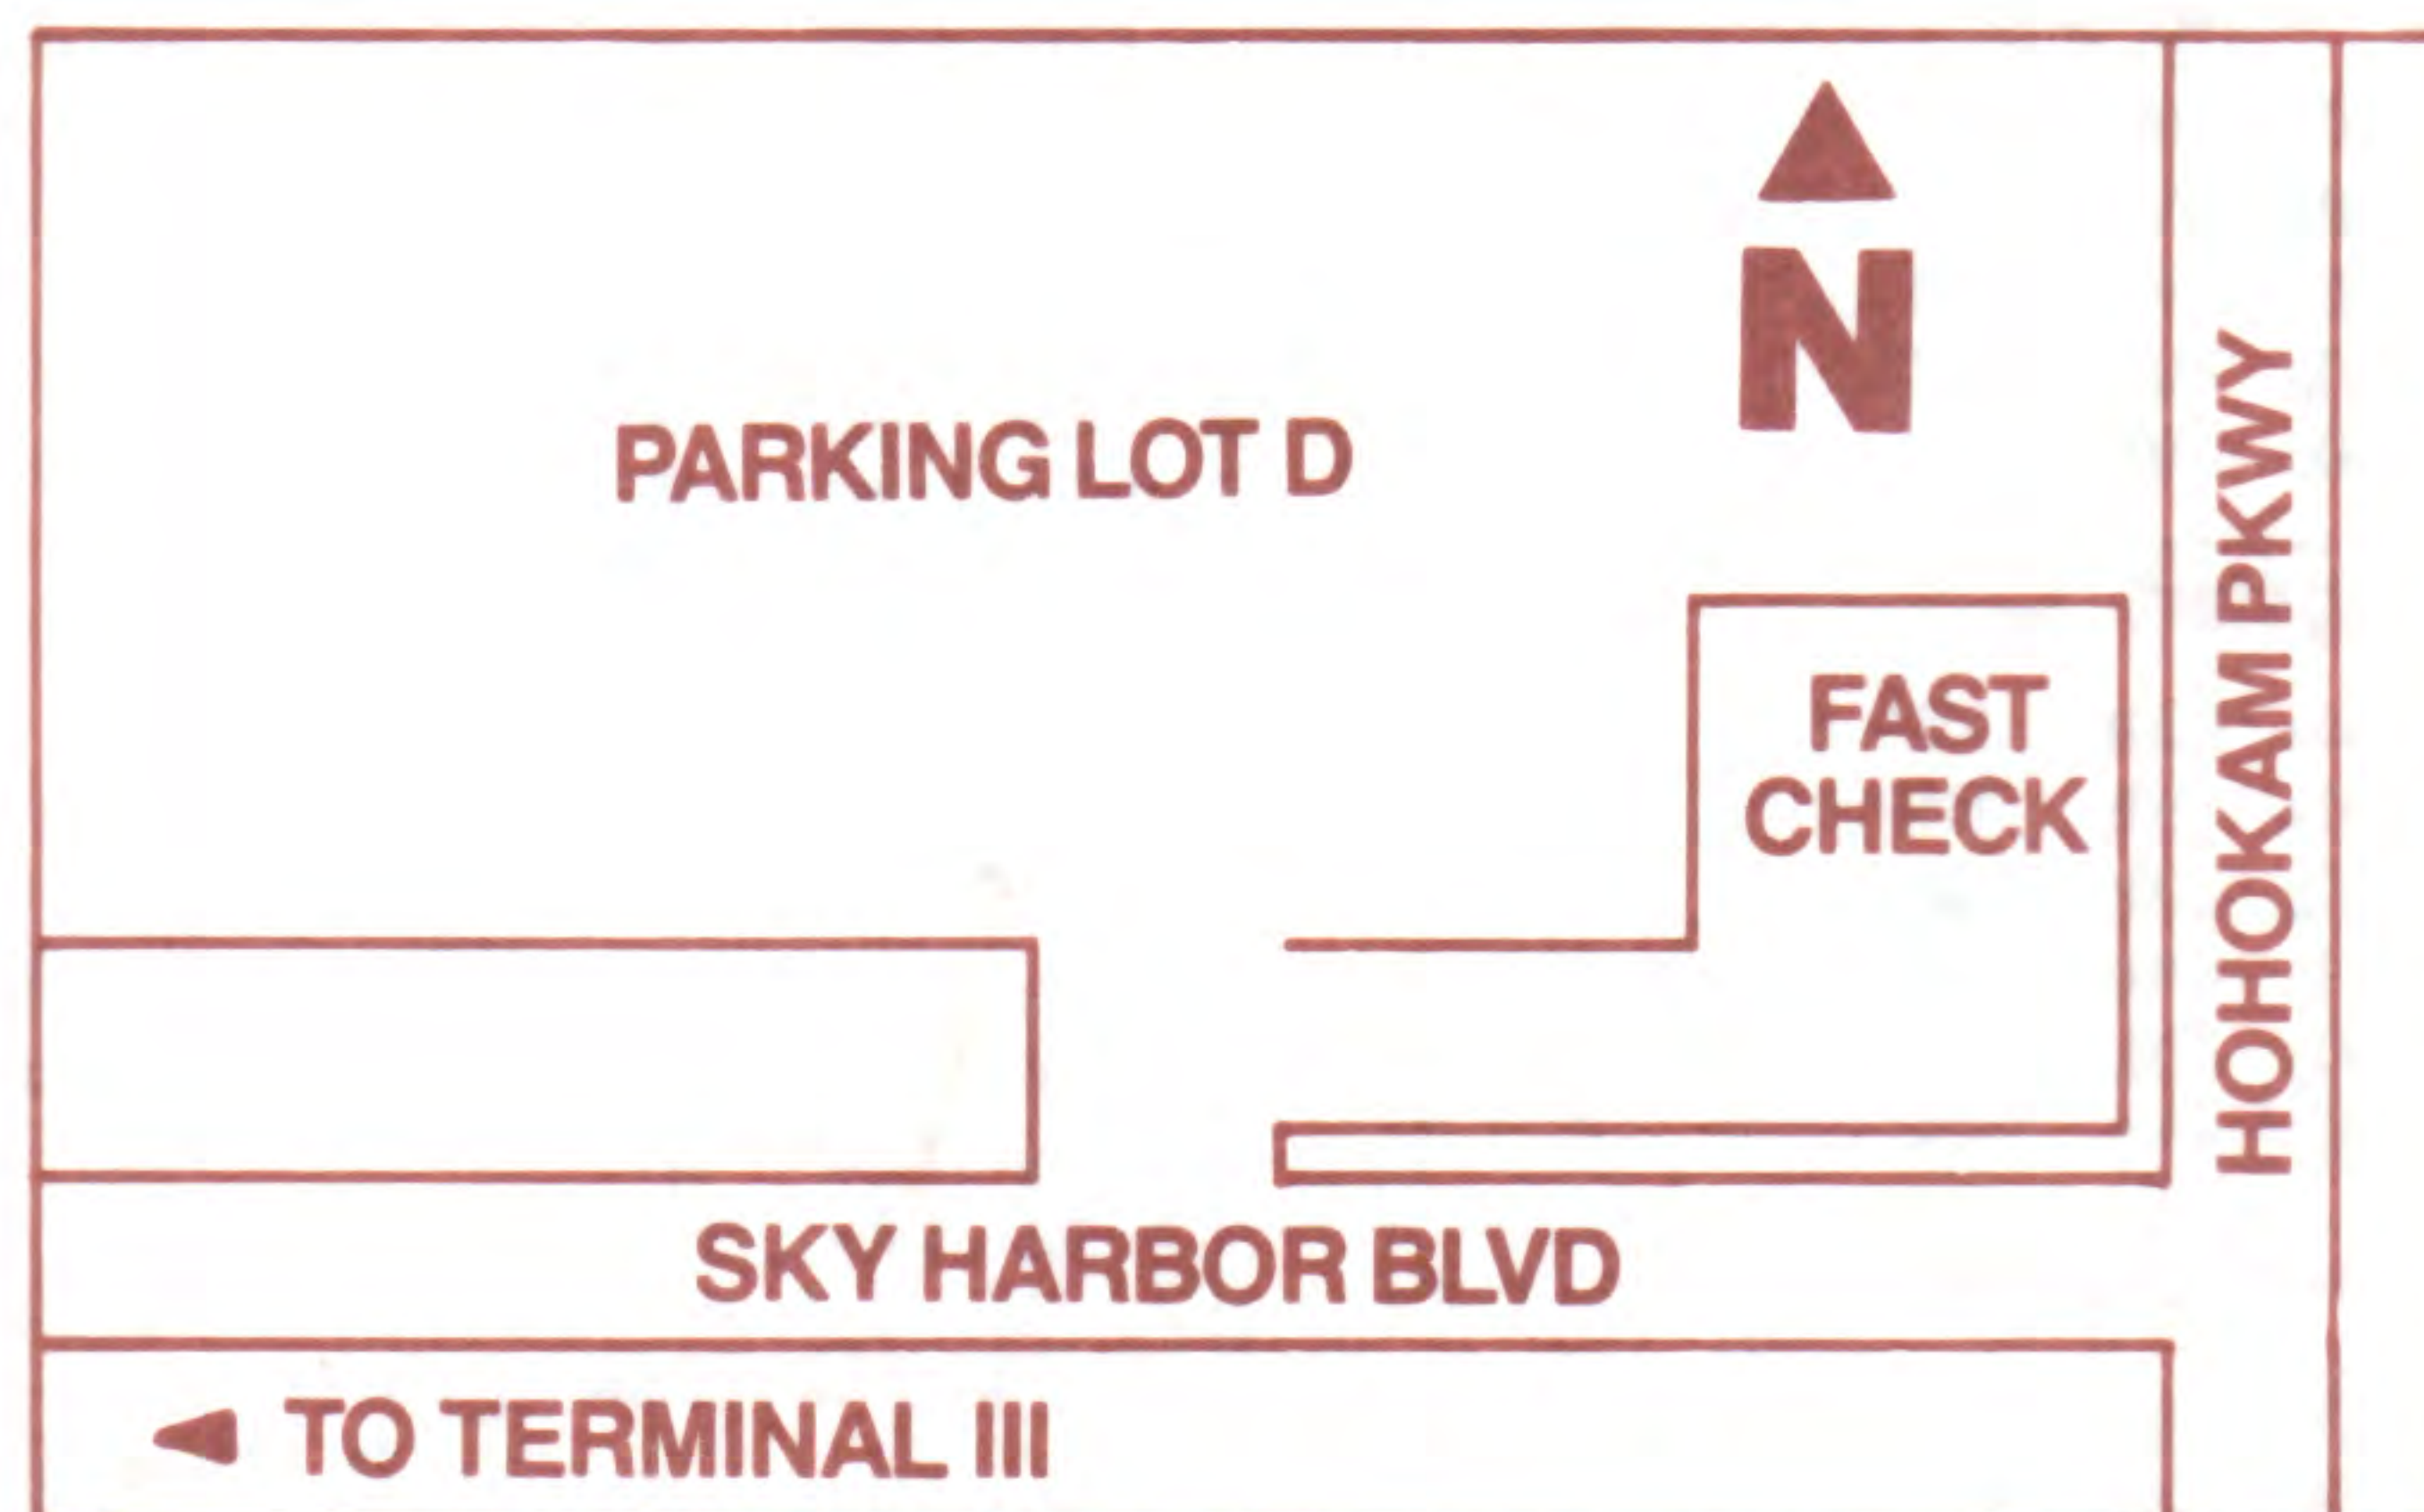 N
PARKING LOT D
FAST
CHECK
HOHOKAM PKWY
SKY HARBOR BLVD
TO TERMINAL III